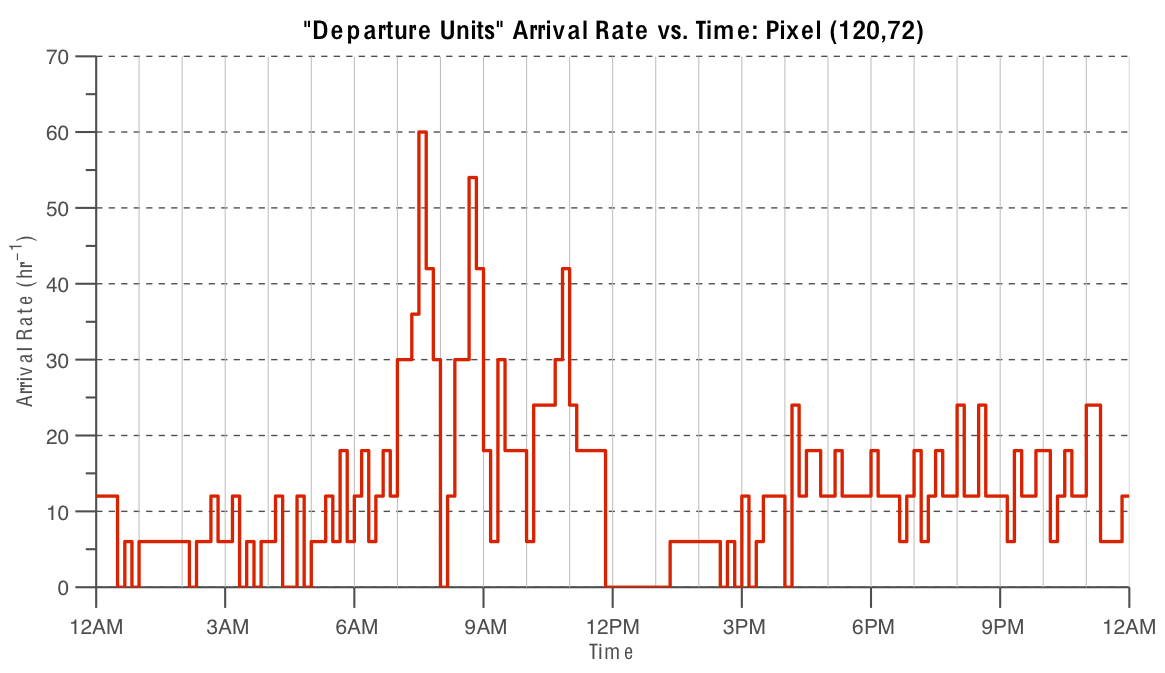 "Departure Units" Arrival Rate vs. Time: Pixel (120,72)
70
60
50
40
30
20
10
0
Arrival Rate (hr⁻¹)
12AM 3AM 6AM 9AM 12PM 3PM 6PM 9PM 12AM
Time